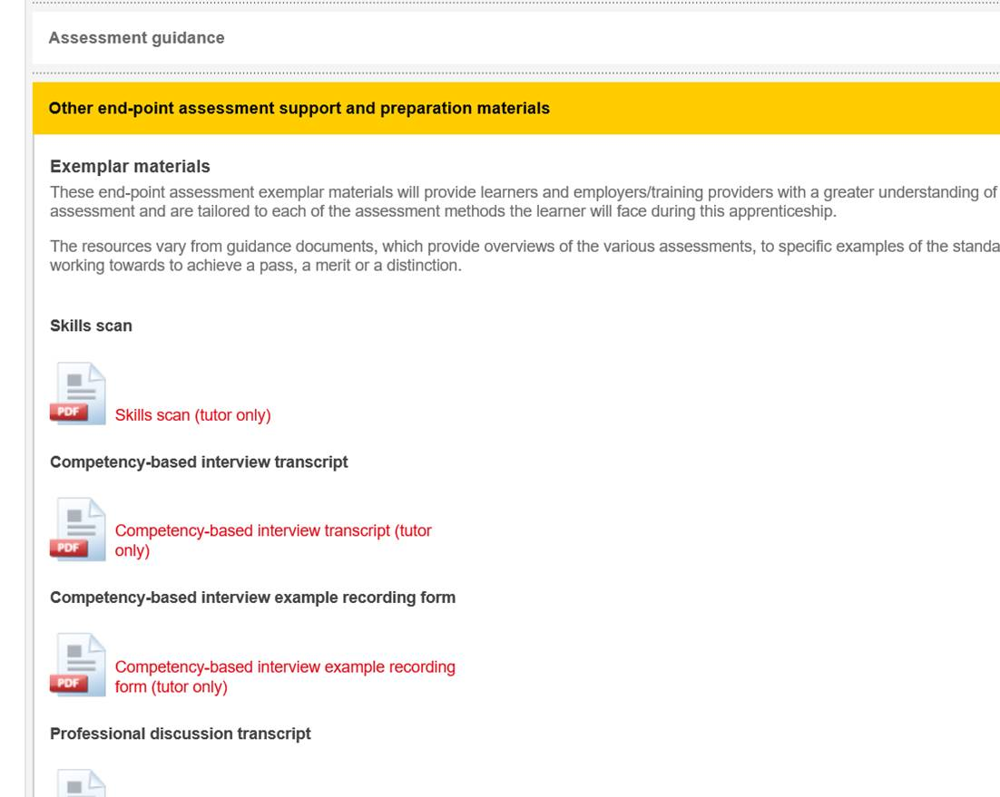 Assessment guidance
Other end-point assessment support and preparation materials
Exemplar materials
These end-point assessment exemplar materials will provide learners and employers/training providers with a greater understanding of
assessment and are tailored to each of the assessment methods the learner will face during this apprenticeship.
The resources vary from guidance documents, which provide overviews of the various assessments, to specific examples of the standa
working towards to achieve a pass, a merit or a distinction.
Skills scan
PDF
Skills scan (tutor only)
Competency-based interview transcript
PDF
Competency-based interview transcript (tutor
only)
Competency-based interview example recording form
PDF
Competency-based interview example recording
form (tutor only)
Professional discussion transcript